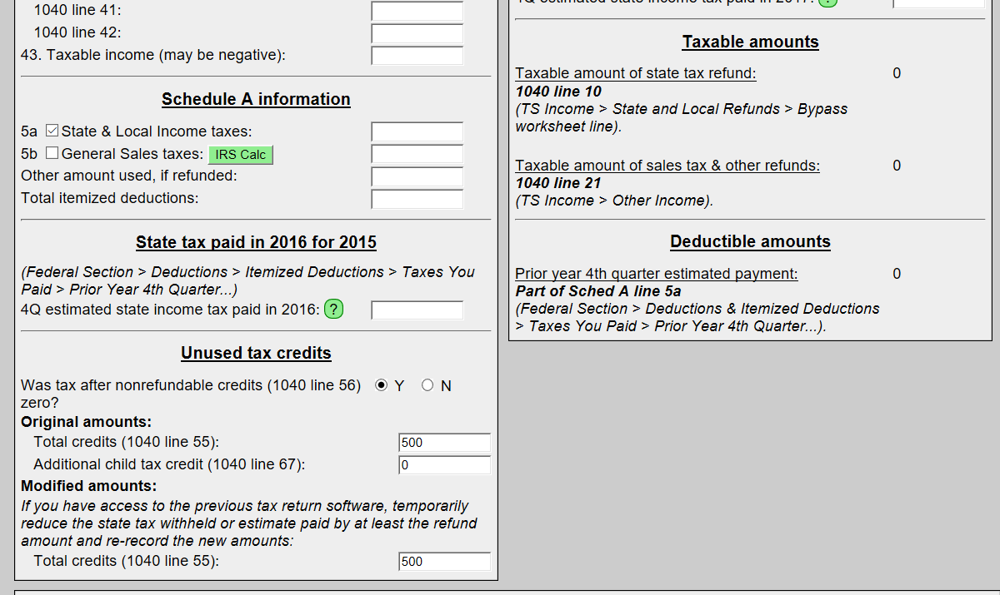 1040 line 41:
1040 line 42:
43. Taxable income (may be negative):
Schedule A information
5a State & Local Income taxes:
5b General Sales taxes: IRS Calc
Other amount used, if refunded:
Total itemized deductions:
State tax paid in 2016 for 2015
(Federal Section > Deductions > Itemized Deductions > Taxes You
Paid > Prior Year 4th Quarter...)
4Q estimated state income tax paid in 2016: ?
Unused tax credits
Was tax after nonrefundable credits (1040 line 56) Y N
zero?
Original amounts:
Total credits (1040 line 55): 500
Additional child tax credit (1040 line 67): 0
Modified amounts:
If you have access to the previous tax return software, temporarily
reduce the state tax withheld or estimate paid by at least the refund
amount and re-record the new amounts:
Total credits (1040 line 55): 500
4Q estimated state income tax paid in 2017: ?
Taxable amounts
Taxable amount of state tax refund: 0
1040 line 10
(TS Income > State and Local Refunds > Bypass
worksheet line).
Taxable amount of sales tax & other refunds: 0
1040 line 21
(TS Income > Other Income).
Deductible amounts
Prior year 4th quarter estimated payment: 0
Part of Sched A line 5a
(Federal Section > Deductions & Itemized Deductions
> Taxes You Paid > Prior Year 4th Quarter...).